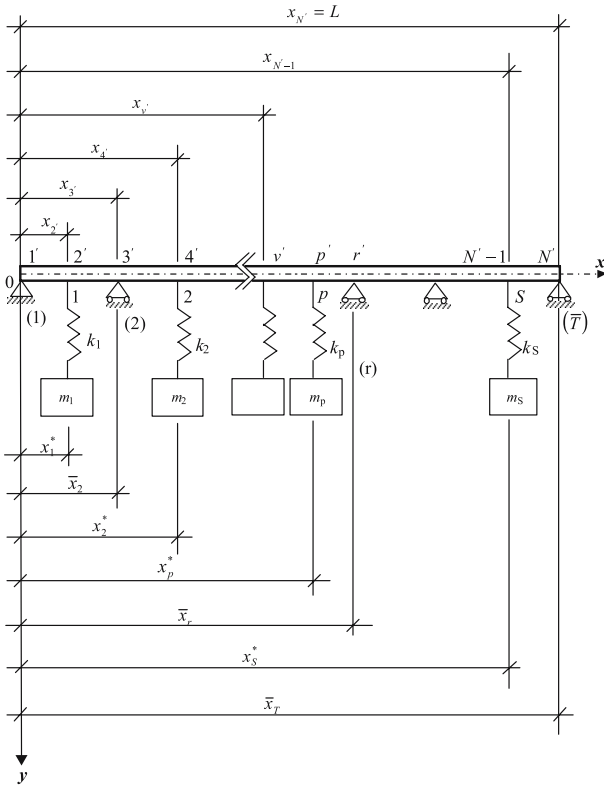 x_{N'} = L
x_{N'-1}
x_{v'}
x_{4'}
x_{3'}
x_{2'}
1' 2' 3' 4' v' p' r' N'-1 N' x
0
1 2 p S
(1) (2) (r) (T̅)
k_1 k_2 k_p k_S
m_1 m_2 m_p m_S
x_1^*
x̅_2
x_2^*
x_p^*
x̅_r
x_S^*
x̅_T
y